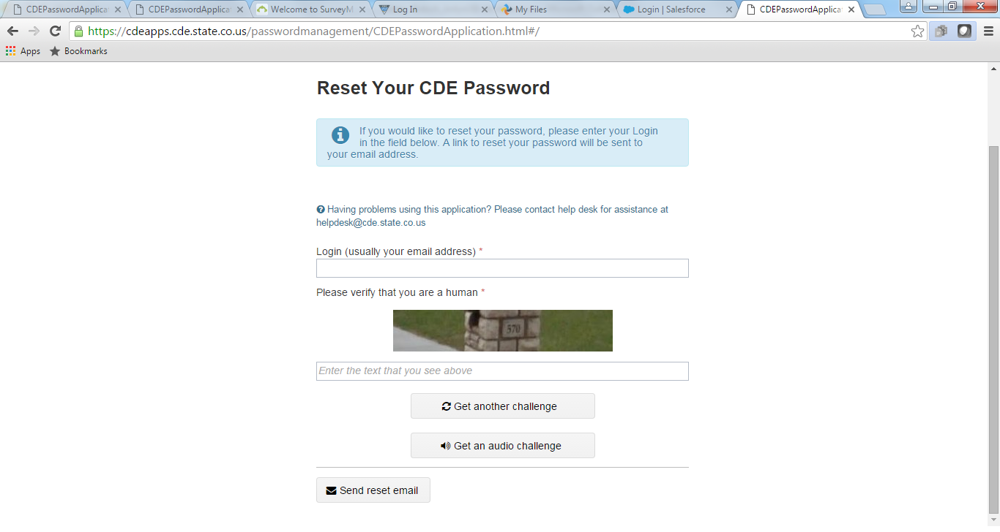 CDEPasswordApplica
CDEPasswordApplica
Welcome to SurveyM
Log In
My Files
Login | Salesforce
CDEPasswordApplica
https://cdeapps.cde.state.co.us/passwordmanagement/CDEPasswordApplication.html#/
Apps
Bookmarks
Reset Your CDE Password
If you would like to reset your password, please enter your Login
in the field below. A link to reset your password will be sent to
your email address.
Having problems using this application? Please contact help desk for assistance at
helpdesk@cde.state.co.us
Login (usually your email address) *
Please verify that you are a human *
570
Enter the text that you see above
Get another challenge
Get an audio challenge
Send reset email